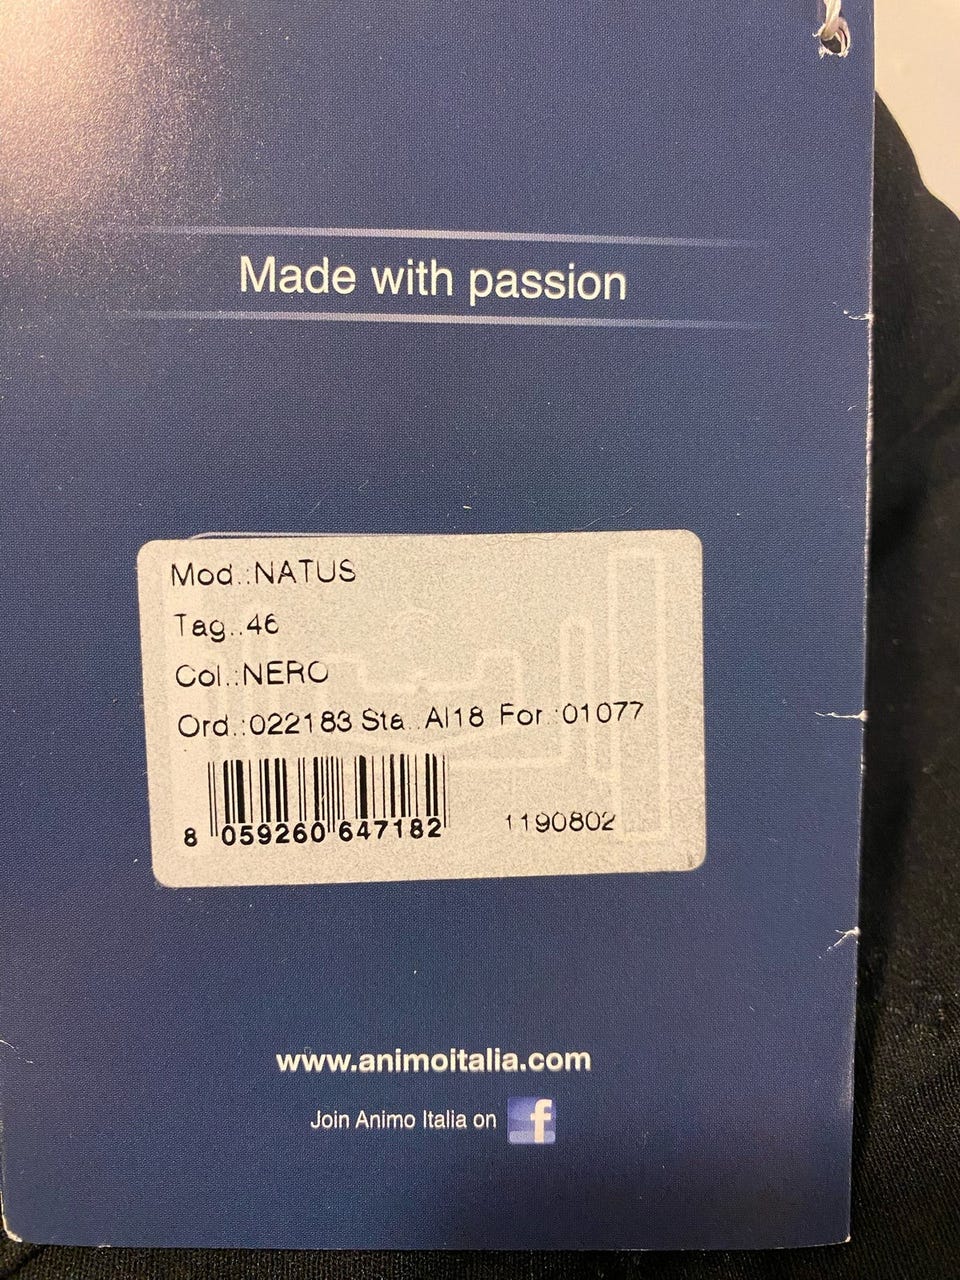 Made with passion
Mod.:NATUS
Tag.:46
Col.:NERO
Ord.:022183 Sta.:AI18 For.:01077
8 059260 647182 1190802
www.animoitalia.com
Join Animo Italia on f